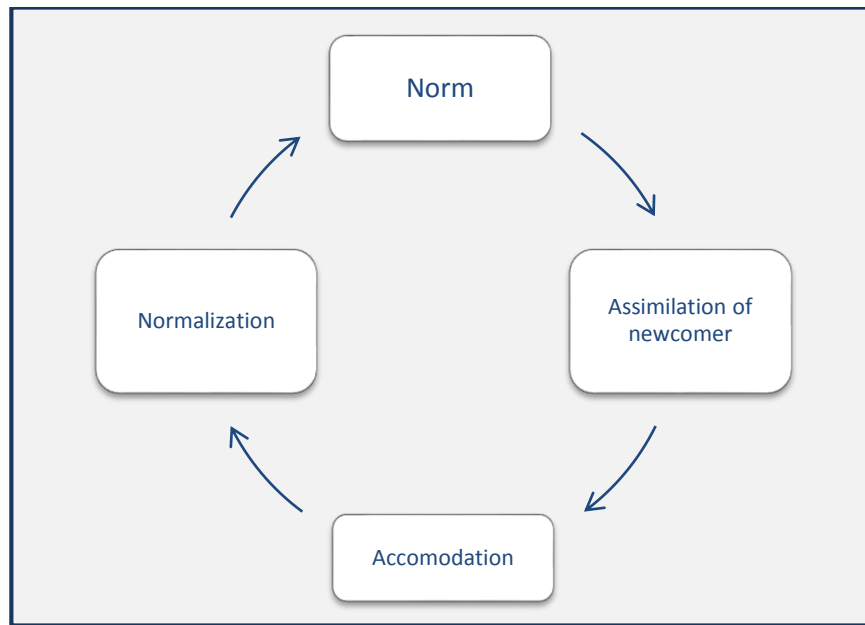 Norm
Assimilation of
newcomer
Accomodation
Normalization